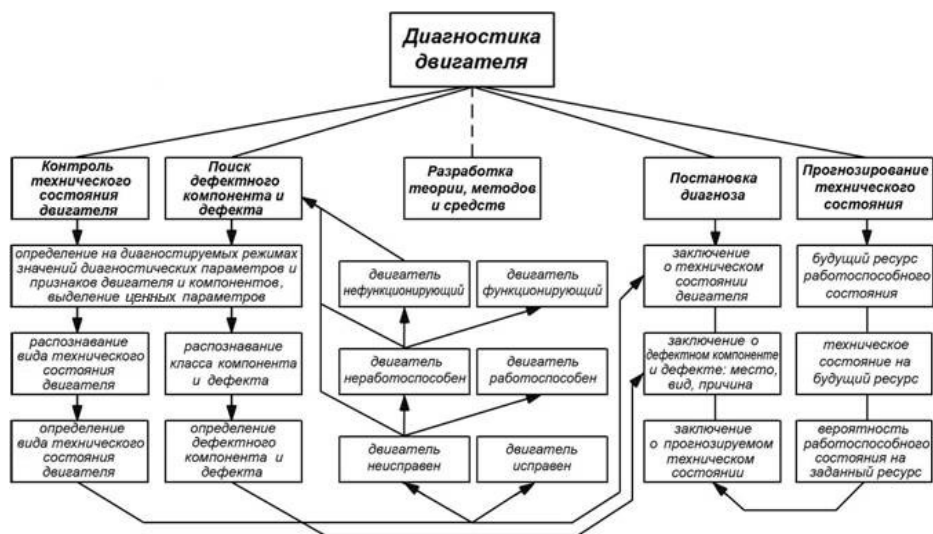 Диагностика
двигателя
Контроль
технического
состояния
двигателя
Поиск
дефектного
компонента
и дефекта
Разработка
теории, методов
и средств
Постановка
диагноза
Прогнозирование
технического
состояния
определение на диагностируемых режимах
значений диагностических параметров и
признаков двигателя и компонентов,
выделение ценных параметров
двигатель
нефункционирующий
двигатель
функционирующий
заключение
о техническом
состоянии
двигателя
будущий ресурс
работоспособного
состояния
распознавание
вида технического
состояния
двигателя
распознавание
класса компонента
и дефекта
двигатель
неработоспособен
двигатель
работоспособен
заключение о
дефектном компоненте
и дефекте: место,
вид, причина
техническое
состояние на
будущий ресурс
определение
вида технического
состояния
двигателя
определение
дефектного
компонента и
дефекта
двигатель
неисправен
двигатель
исправен
заключение
о прогнозируемом
техническом
состоянии
вероятность
работоспособного
состояния на
заданный ресурс